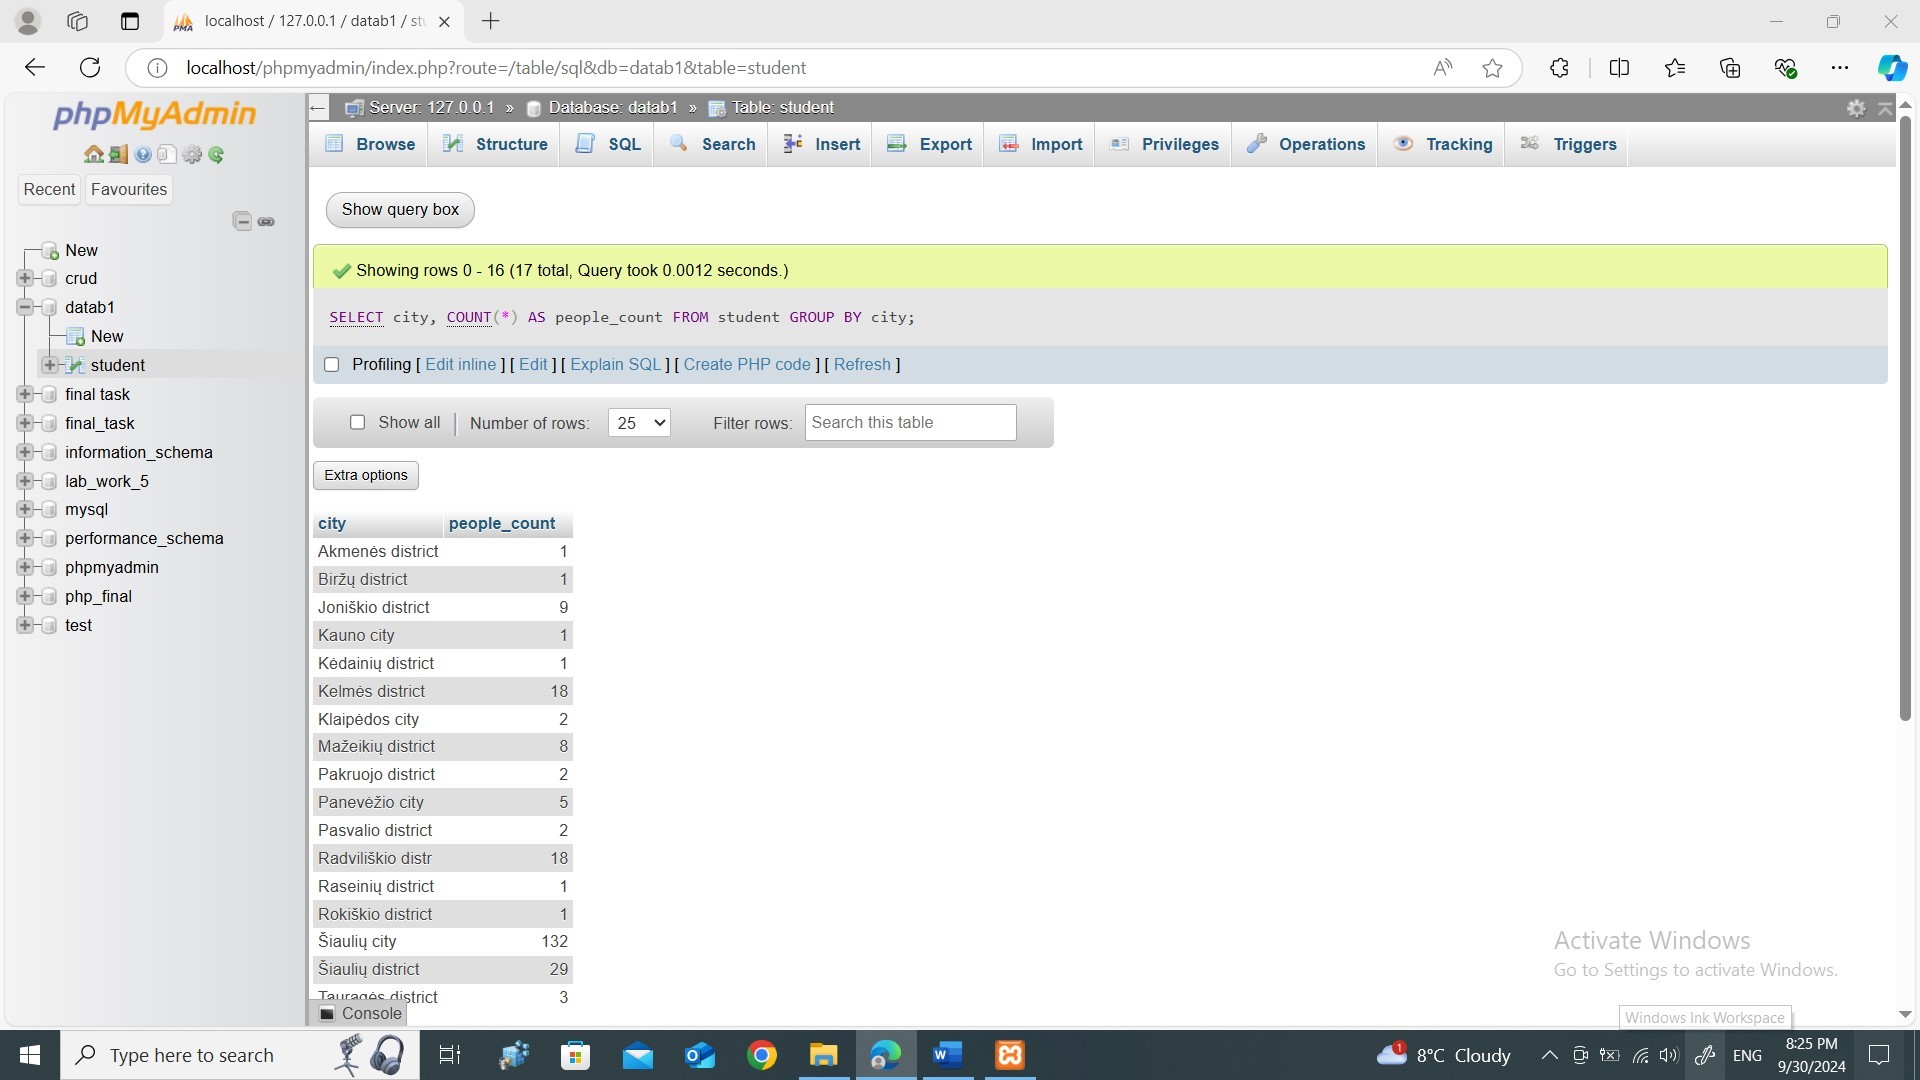 localhost / 127.0.0.1 / datab1 / stu
localhost/phpmyadmin/index.php?route=/table/sql&db=datab1&table=student
phpMyAdmin
Recent Favourites
New
crud
datab1
New
student
final task
final_task
information_schema
lab_work_5
mysql
performance_schema
phpmyadmin
php_final
test
Server: 127.0.0.1 » Database: datab1 » Table: student
Browse Structure SQL Search Insert Export Import Privileges Operations Tracking Triggers
Show query box
Showing rows 0 - 16 (17 total, Query took 0.0012 seconds.)
SELECT city, COUNT(*) AS people_count FROM student GROUP BY city;
Profiling [ Edit inline ] [ Edit ] [ Explain SQL ] [ Create PHP code ] [ Refresh ]
Show all Number of rows: 25 Filter rows: Search this table
Extra options
city people_count
Akmenės district 1
Biržų district 1
Joniškio district 9
Kauno city 1
Kėdainių district 1
Kelmės district 18
Klaipėdos city 2
Mažeikių district 8
Pakruojo district 2
Panevėžio city 5
Pasvalio district 2
Radviliškio distr 18
Raseinių district 1
Rokiškio district 1
Šiaulių city 132
Šiaulių district 29
Tauragės district 3
Console
Activate Windows
Go to Settings to activate Windows.
Windows Ink Workspace
Type here to search
1
8°C Cloudy
ENG
8:25 PM
9/30/2024